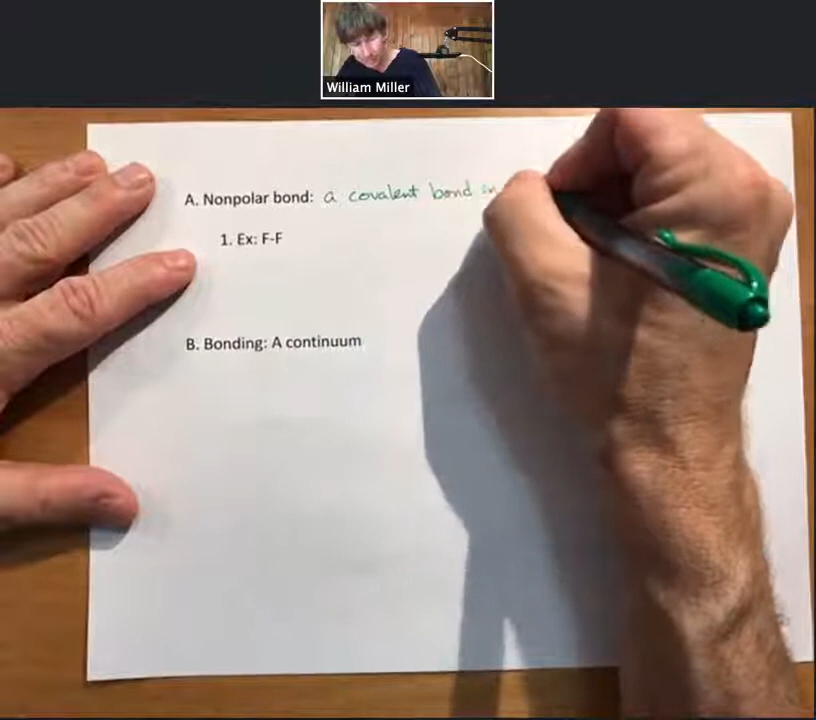 William Miller
A. Nonpolar bond: a covalent bond in
1. Ex: F-F
B. Bonding: A continuum